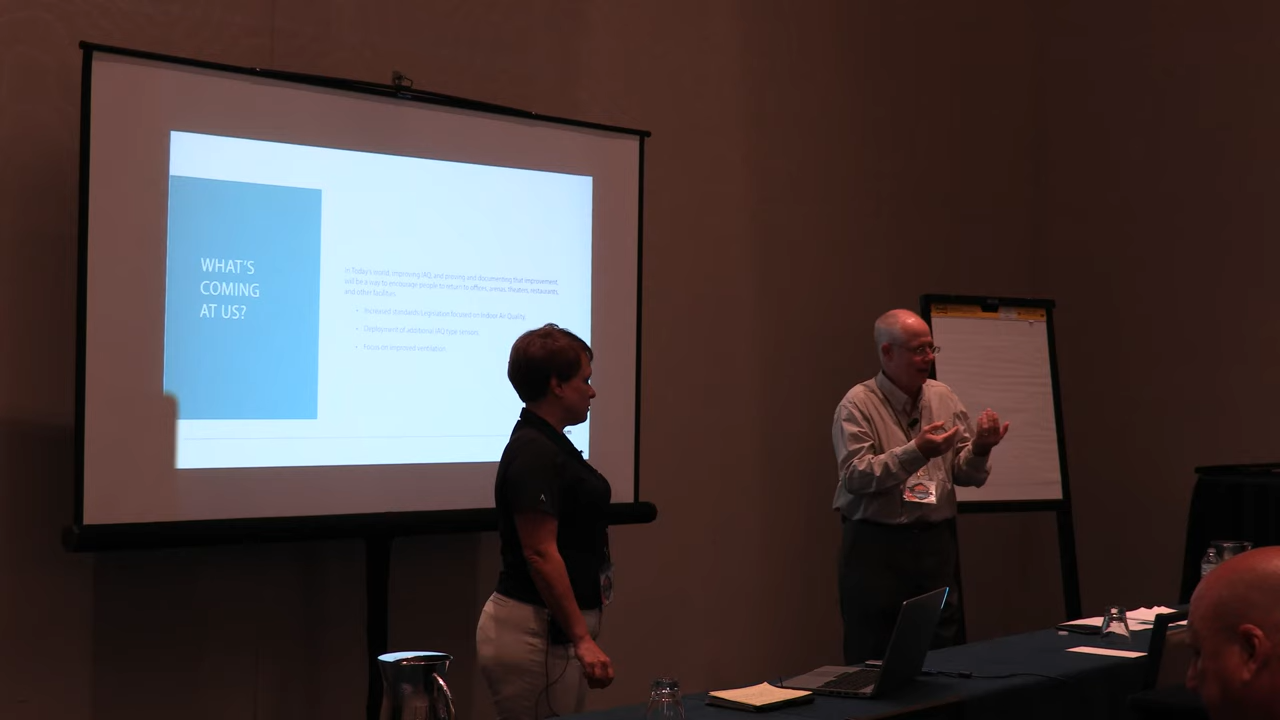 WHAT'S
COMING
AT US?
In Today's world, improving IAQ, and proving and documenting that improvement
will be a way to encourage people to return to offices, arenas, theaters, restaurants,
and other facilities.
• Increased standards/Legislation focused on Indoor Air Quality.
• Deployment of additional IAQ type sensors.
• Focus on improved ventilation.